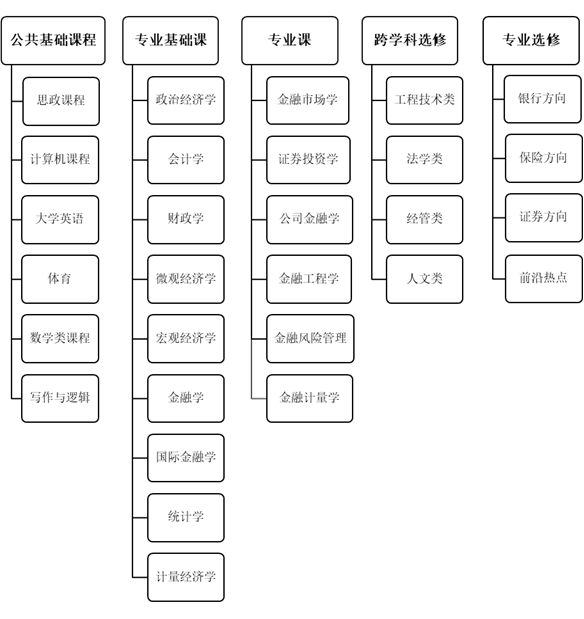 公共基础课程
思政课程
计算机课程
大学英语
体育
数学类课程
写作与逻辑
专业基础课
政治经济学
会计学
财政学
微观经济学
宏观经济学
金融学
国际金融学
统计学
计量经济学
专业课
金融市场学
证券投资学
公司金融学
金融工程学
金融风险管理
金融计量学
跨学科选修
工程技术类
法学类
经管类
人文类
专业选修
银行方向
保险方向
证券方向
前沿热点